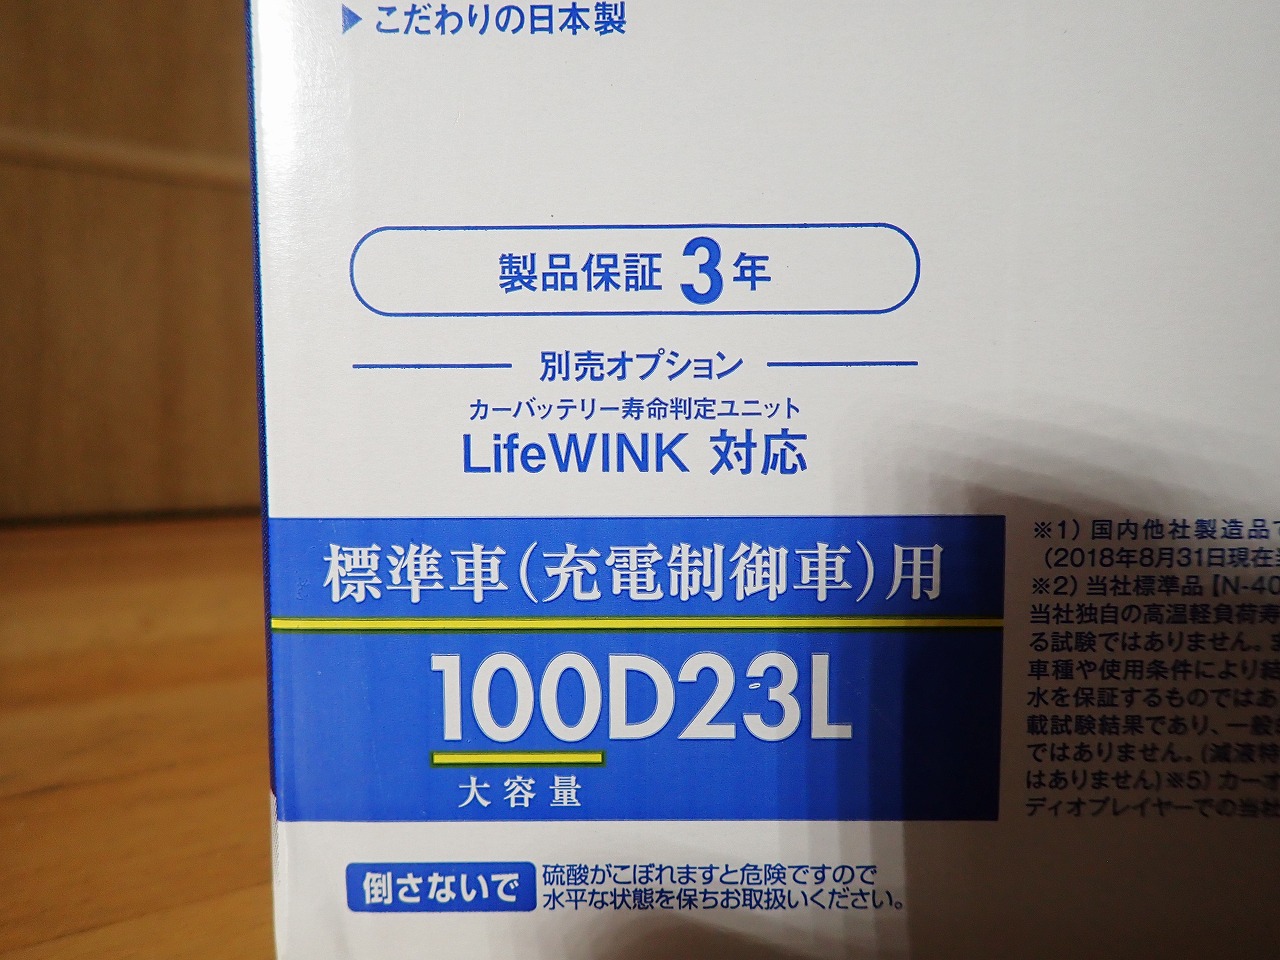 ▶こだわりの日本製
製品保証 3年
別売オプション
カーバッテリー寿命判定ユニット
LifeWINK 対応
標準車(充電制御車)用
100D23L
大容量
倒さないで
硫酸がこぼれますと危険ですので
水平な状態を保ちお取扱いください。
※1) 国内他社製造品で
(2018年8月31日現在
※2) 当社標準品【N-40
当社独自の高温軽負荷寿
る試験ではありません。
車種や使用条件により
水を保証するものではあ
載試験結果であり、一般
ではありません。(減液特
はありません)※5) カーオ
ディオプレイヤーでの当社